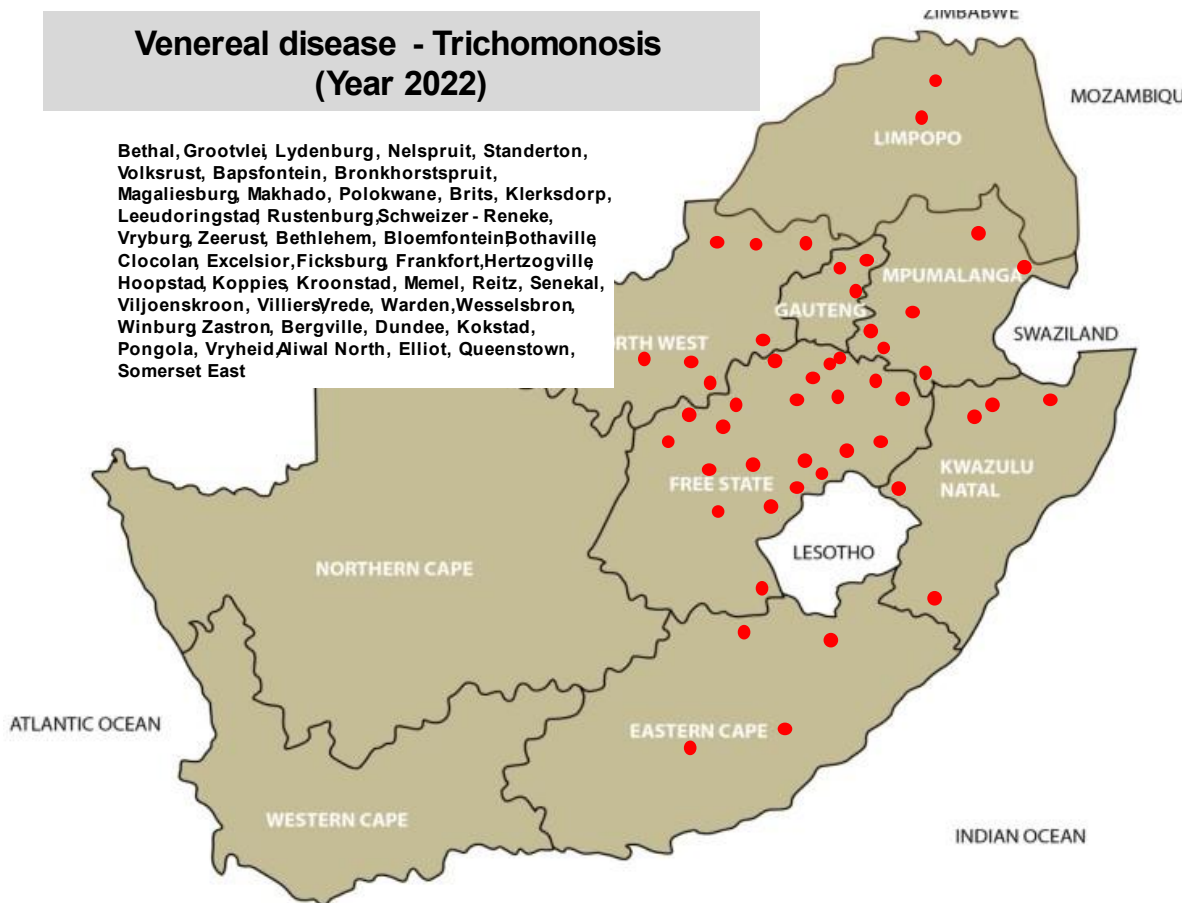 Venereal disease - Trichomonosis
(Year 2022)
Bethal, Grootvlei, Lydenburg, Nelspruit, Standerton,
Volksrust, Bapsfontein, Bronkhorstspruit,
Magaliesburg, Makhado, Polokwane, Brits, Klerksdorp,
Leeudoringstad, Rustenburg,Schweizer - Reneke,
Vryburg, Zeerust, Bethlehem, Bloemfontein,Bothaville,
Clocolan, Excelsior, Ficksburg, Frankfort,Hertzogville,
Hoopstad, Koppies, Kroonstad, Memel, Reitz, Senekal,
Viljoenskroon, Villiers,Vrede, Warden,Wesselsbron,
Winburg, Zastron, Bergville, Dundee, Kokstad,
Pongola, Vryheid,Aliwal North, Elliot, Queenstown,
Somerset East
ZIMBABWE
MOZAMBIQU
LIMPOPO
MPUMALANGA
GAUTENG
SWAZILAND
ORTH WEST
KWAZULU
NATAL
FREE STATE
LESOTHO
NORTHERN CAPE
ATLANTIC OCEAN
EASTERN CAPE
WESTERN CAPE
INDIAN OCEAN